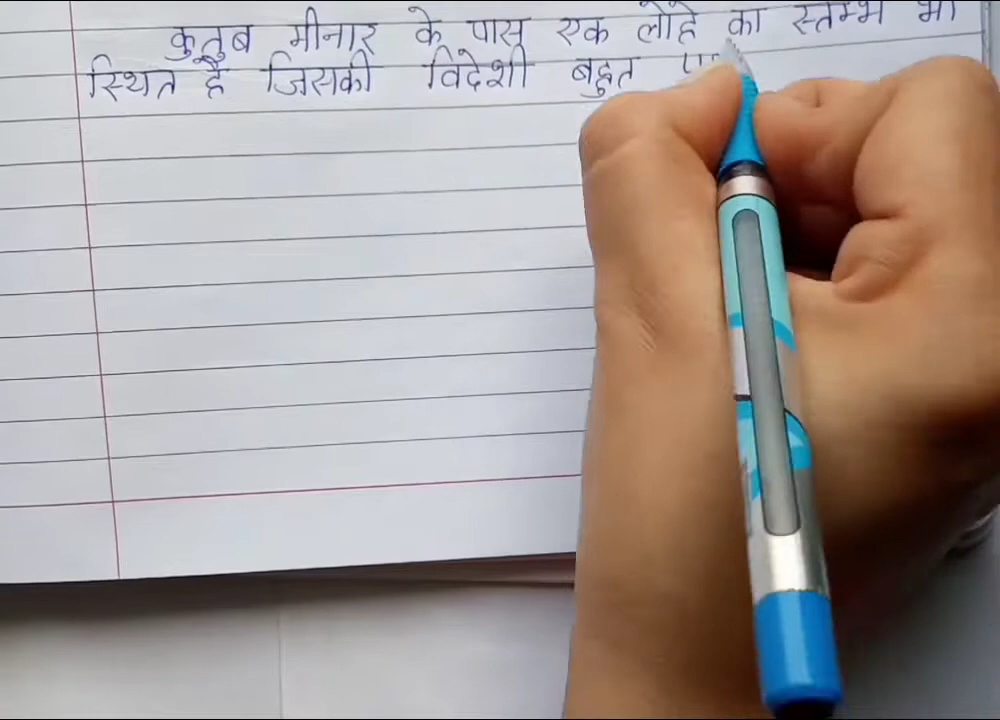 कुतुब मीनार के पास एक लोहे का स्तम्भ भी
स्थित है जिसकी विदेशी बहुत